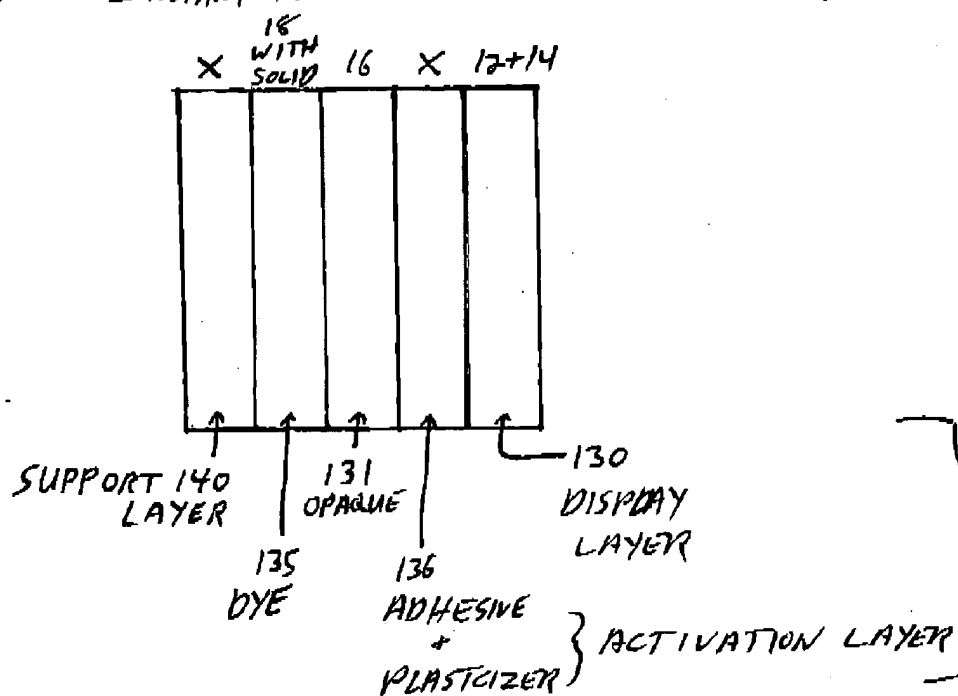 18
WITH
× SOLID 16 × 12+14
SUPPORT 140
LAYER
135
DYE
131
OPAQUE
136
ADHESIVE
+
PLASTCIZER } ACTIVATION LAYER
130
DISPLAY
LAYER